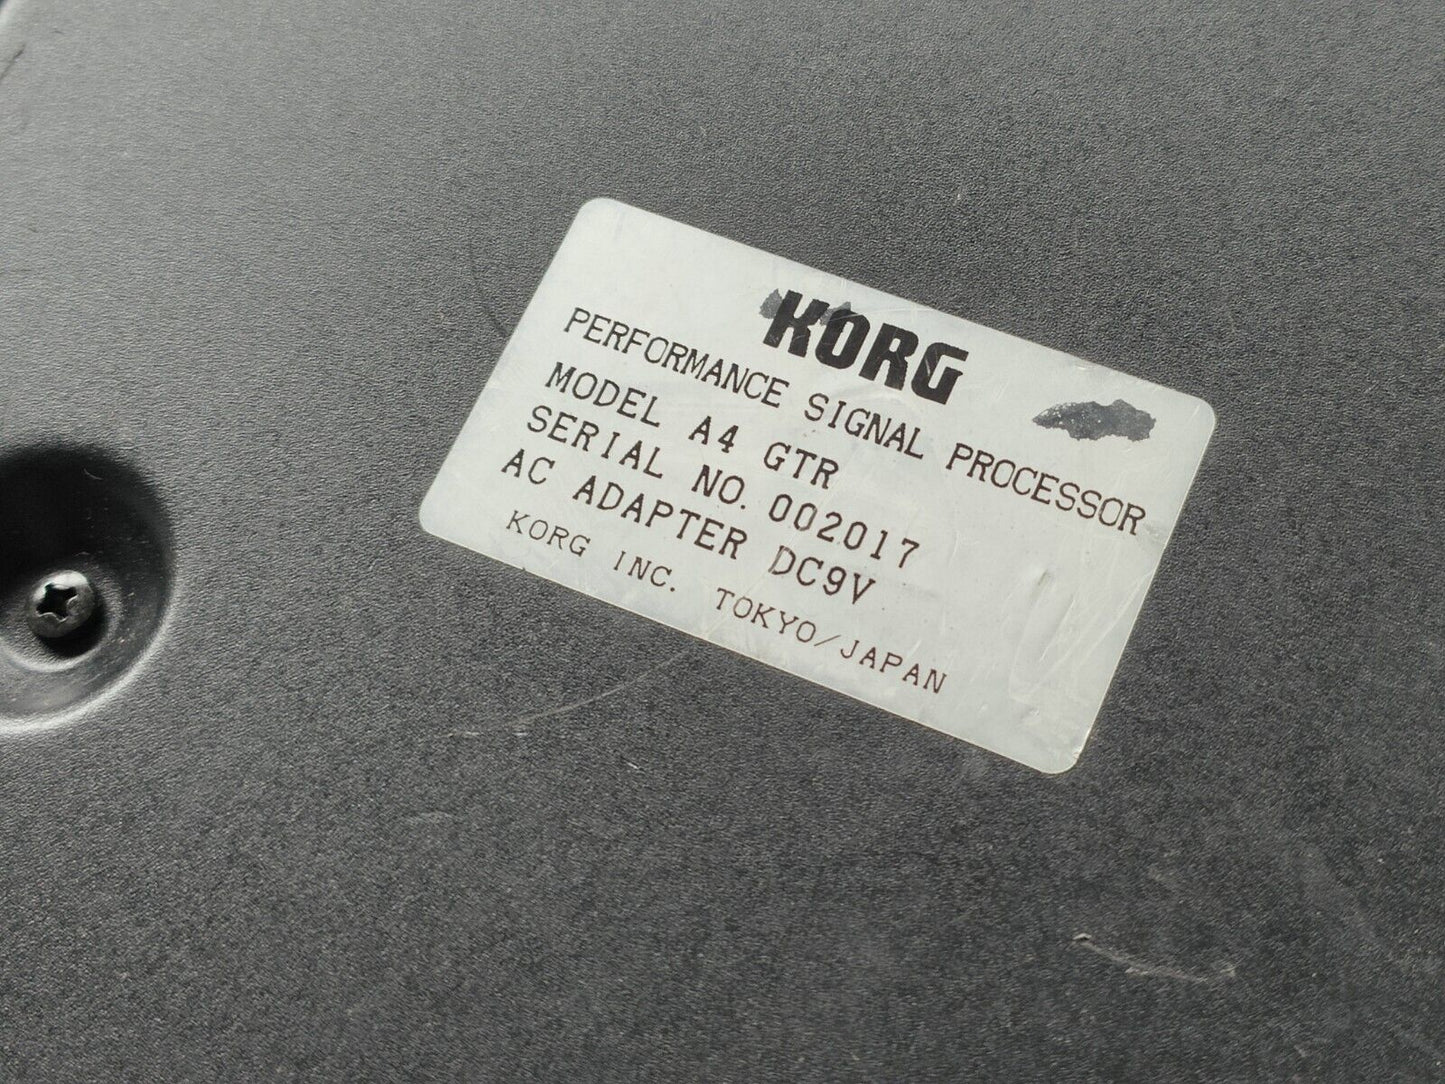 KORG
PERFORMANCE SIGNAL PROCESSOR
MODEL A4 GTR
SERIAL NO. 002017
AC ADAPTER DC9V
KORG INC. TOKYO/JAPAN